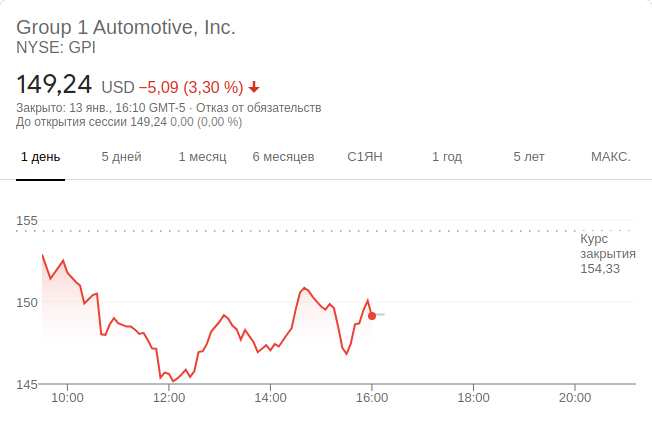 Group 1 Automotive, Inc.
NYSE: GPI
149,24 USD −5,09 (3,30 %)
Закрыто: 13 янв., 16:10 GMT-5 · Отказ от обязательств
До открытия сессии 149,24 0,00 (0,00 %)
1 день 5 дней 1 месяц 6 месяцев С1ЯН 1 год 5 лет МАКС.
155
Курс
закрытия
154,33
150
145
10:00 12:00 14:00 16:00 18:00 20:00